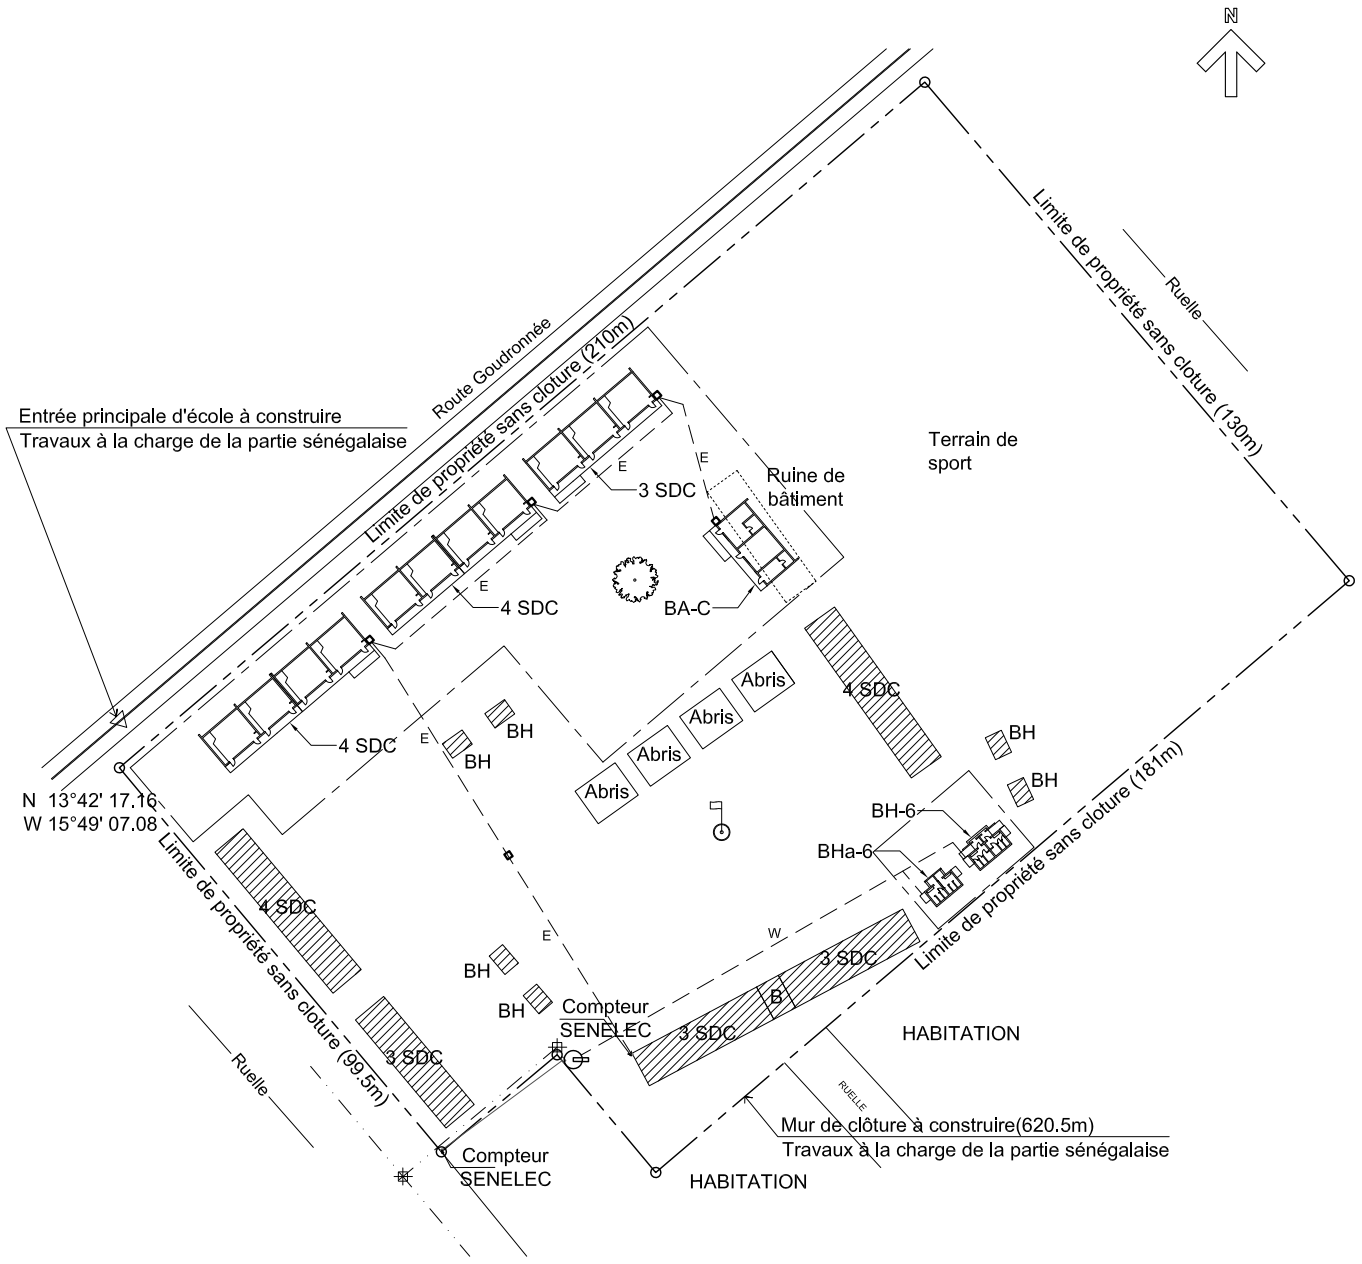 N
Limite de propriété sans cloture (130m)
Ruelle
Route Goudronnée
Limite de propriété sans cloture (210m)
Entrée principale d'école à construire
Travaux à la charge de la partie sénégalaise
Terrain de
sport
E
E
3 SDC
Ruine de
bâtiment
E
4 SDC
BA-C
Abris
Abris
Abris
Abris
4 SDC
BH
BH
E
4 SDC
BH
BH
N 13°42' 17.16
W 15°49' 07.08
BH-6
BHa-6
Limite de propriété sans cloture (181m)
Limite de propriété sans cloture (99.5m)
4 SDC
E
W
3 SDC
B
3 SDC
BH
BH
Compteur
SENELEC
3 SDC
HABITATION
Ruelle
RUELLE
Mur de clôture à construire(620.5m)
Travaux à la charge de la partie sénégalaise
Compteur
SENELEC
HABITATION